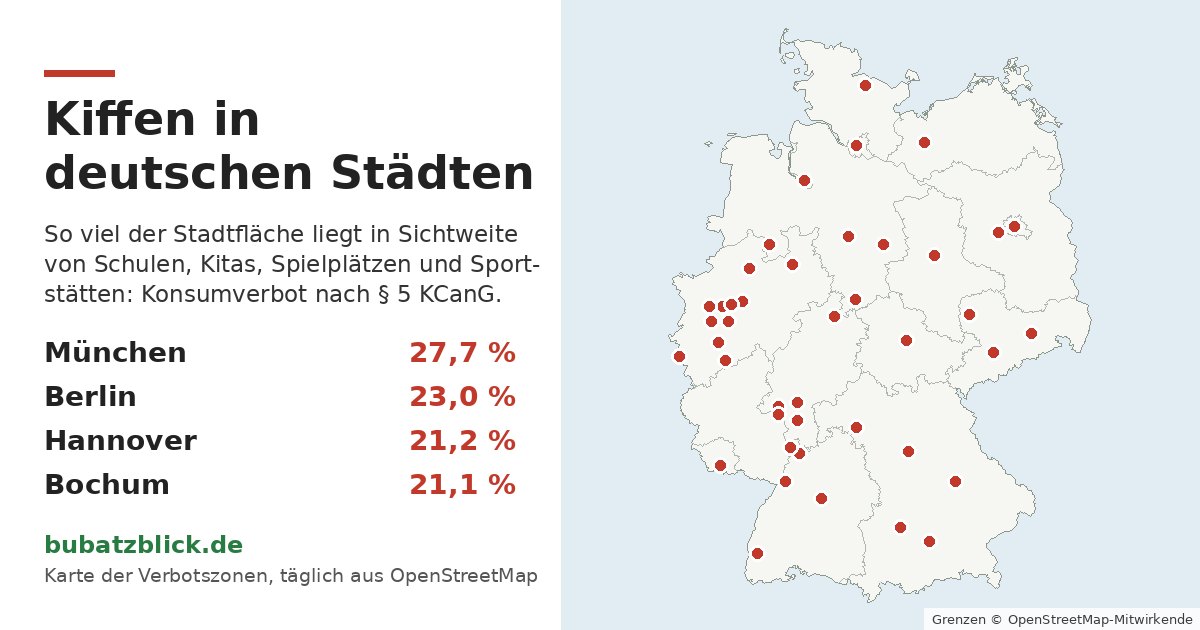 Kiffen in
deutschen Städten
So viel der Stadtfläche liegt in Sichtweite
von Schulen, Kitas, Spielplätzen und Sport-
stätten: Konsumverbot nach § 5 KCanG.
München 27,7 %
Berlin 23,0 %
Hannover 21,2 %
Bochum 21,1 %
bubatzblick.de
Karte der Verbotszonen, täglich aus OpenStreetMap
Grenzen © OpenStreetMap-Mitwirkende